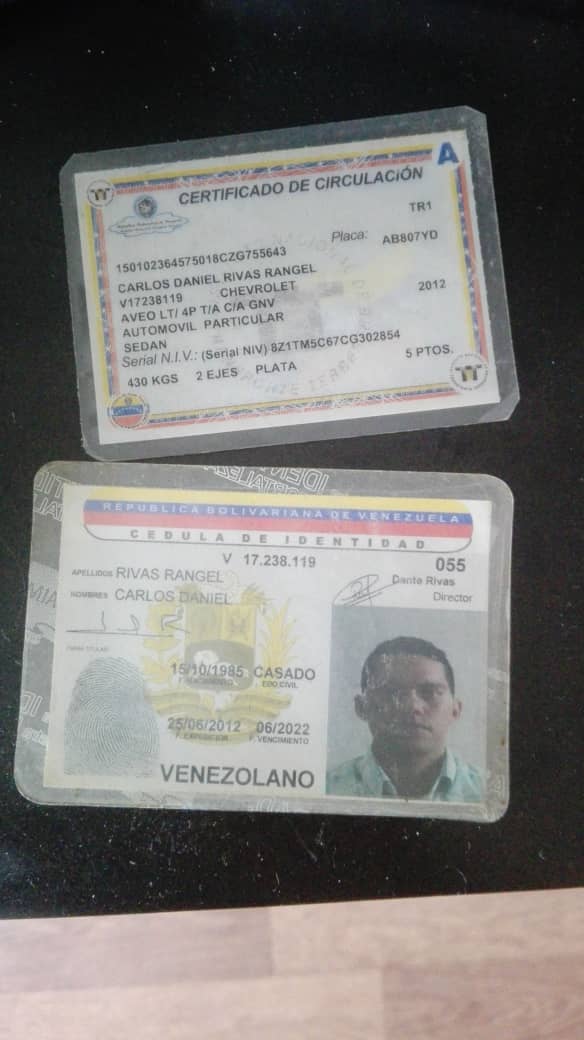 A
CERTIFICADO DE CIRCULACIÓN
TR1
Placa: AB807YD
150102364575018CZG755643
CARLOS DANIEL RIVAS RANGEL
V17238119 CHEVROLET 2012
AVEO LT/ 4P T/A C/A GNV
AUTOMOVIL PARTICULAR
SEDAN
Serial N.I.V.: (Serial NIV) 8Z1TM5C67CG302854
430 KGS 2 EJES PLATA 5 PTOS.
REPUBLICA BOLIVARIANA DE VENEZUELA
CEDULA DE IDENTIDAD
V 17.238.119 055
APELLIDOS RIVAS RANGEL
Dante Rivas
NOMBRES CARLOS DANIEL
Director
FIRMA TITULAR
15/10/1985 CASADO
F. NACIMIENTO EDO CIVIL
25/06/2012 06/2022
F. EXPEDICION F. VENCIMIENTO
VENEZOLANO